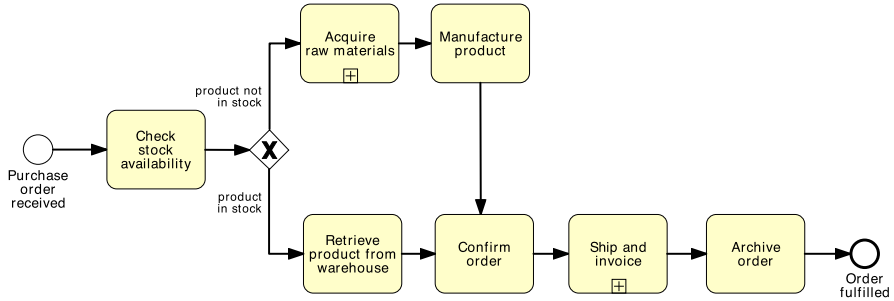 Acquire
raw materials
Manufacture
product
product not
in stock
Check
stock
availability
X
Purchase
order
received
product
in stock
Retrieve
product from
warehouse
Confirm
order
Ship and
invoice
Archive
order
Order
fulfilled